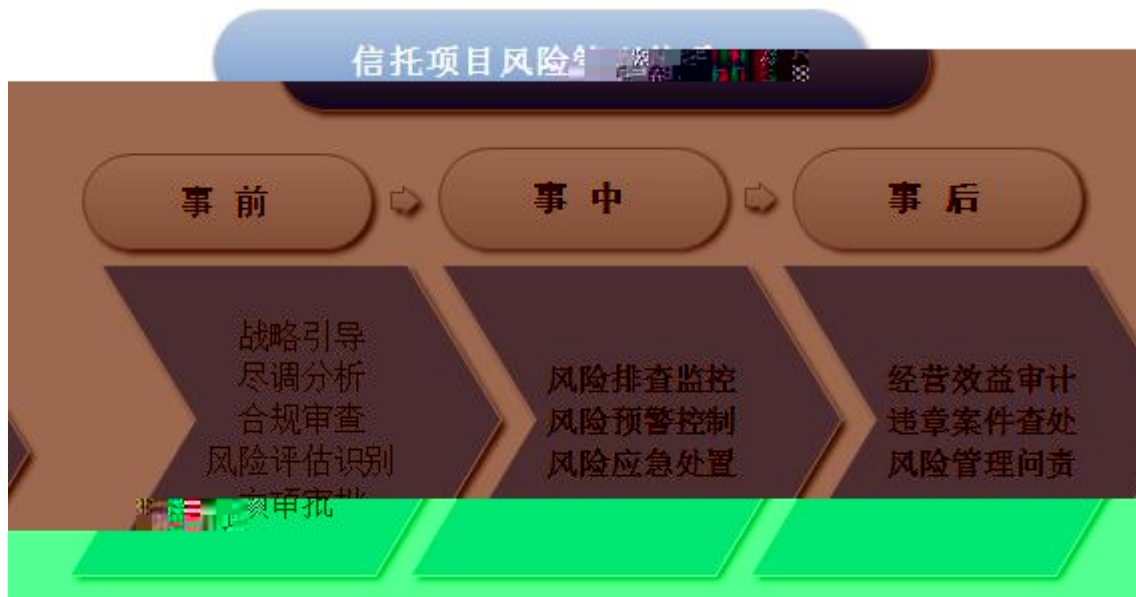 信托项目风险
事前
事中
事后
战略引导
尽调分析
合规审查
风险评估识别
审批
风险排查监控
风险预警控制
风险应急处置
经营效益审计
违章案件查处
风险管理问责